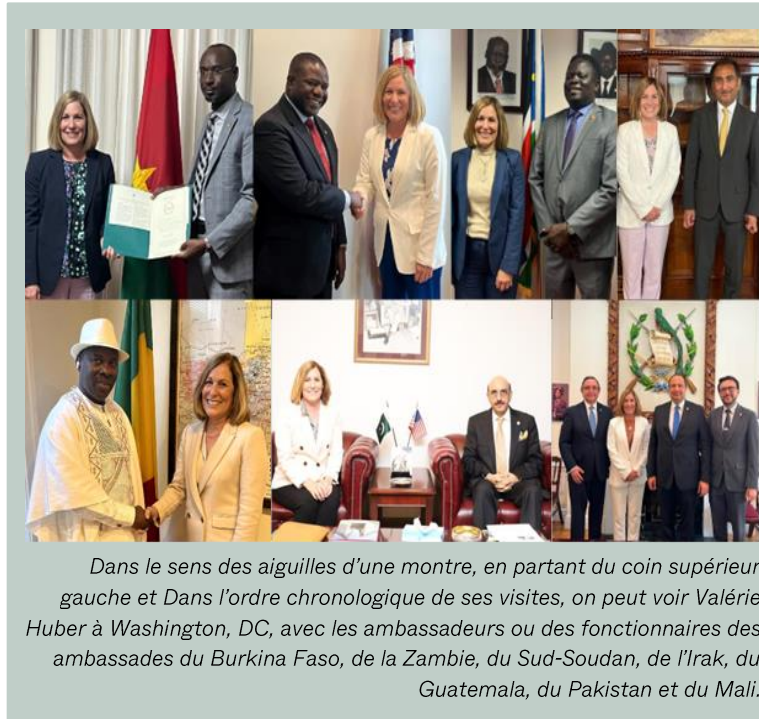 Dans le sens des aiguilles d’une montre, en partant du coin supérieur
gauche et Dans l’ordre chronologique de ses visites, on peut voir Valérie
Huber à Washington, DC, avec les ambassadeurs ou des fonctionnaires des
ambassades du Burkina Faso, de la Zambie, du Sud-Soudan, de l’Irak, du
Guatemala, du Pakistan et du Mali.